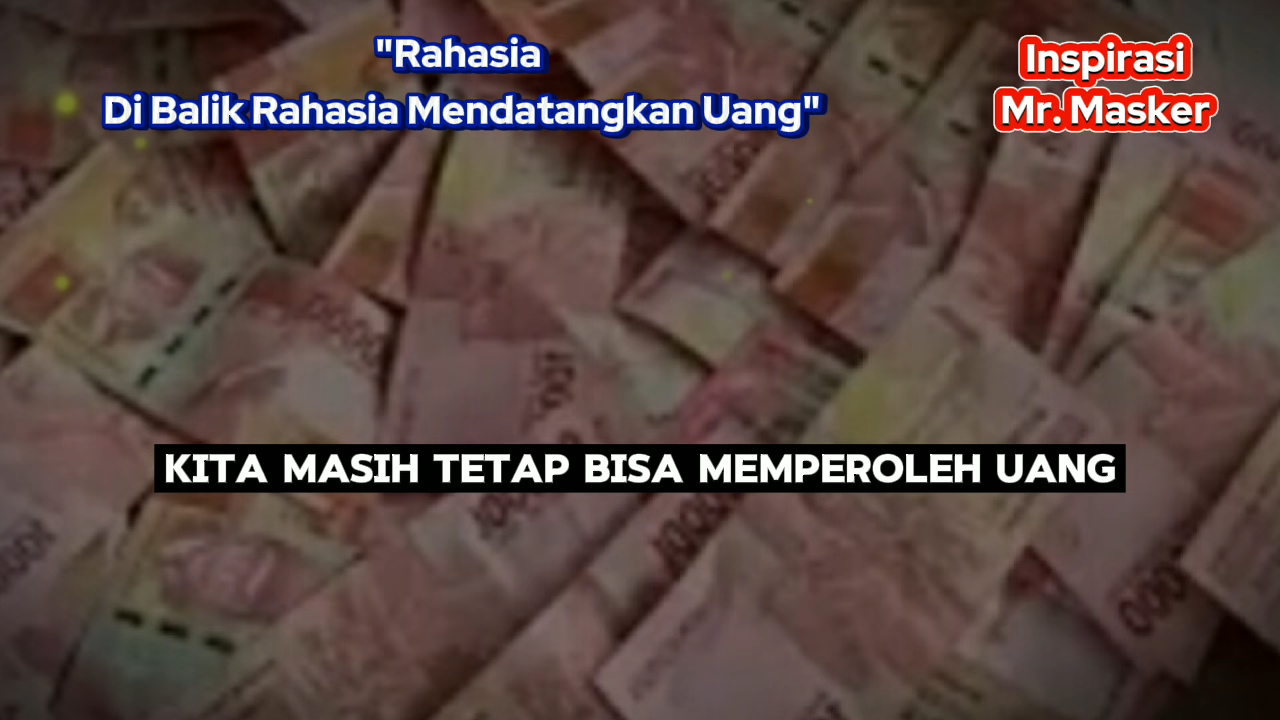 "Rahasia
Di Balik Rahasia Mendatangkan Uang"
Inspirasi
Mr. Masker
KITA MASIH TETAP BISA MEMPEROLEH UANG